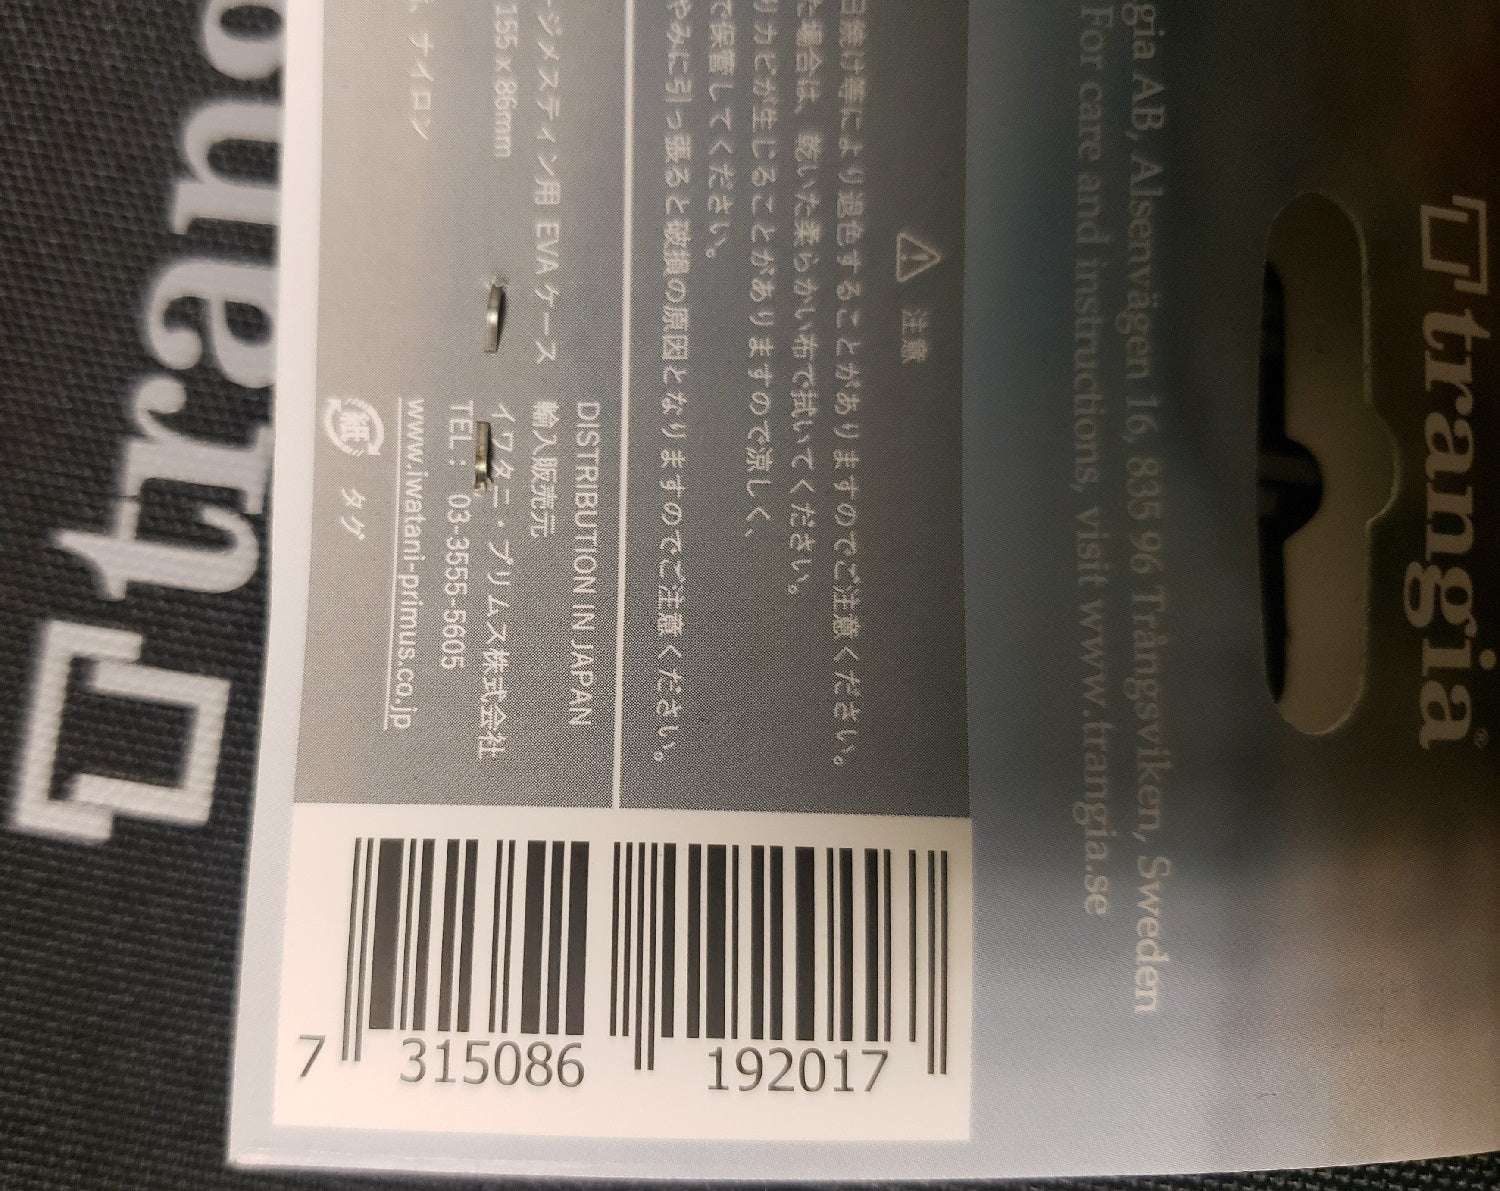 trangia
trangia®
gia AB, Alsenvägen 16, 835 96 Trångsviken, Sweden
For care and instructions, visit www.trangia.se
注意
日焼け等により退色することがありますのでご注意ください。
た場合は、乾いた柔らかい布で拭いてください。
りカビが生じることがありますので涼しく、
で保管してください。
やみに引っ張ると破損の原因となりますのでご注意ください。
ージメスティン用 EVAケース
155 x 86mm
ナイロン
DISTRIBUTION IN JAPAN
輸入販売元
イワタニ・プリムス株式会社
TEL： 03-3555-5605
www.iwatani-primus.co.jp
紙 タグ
7 315086 192017